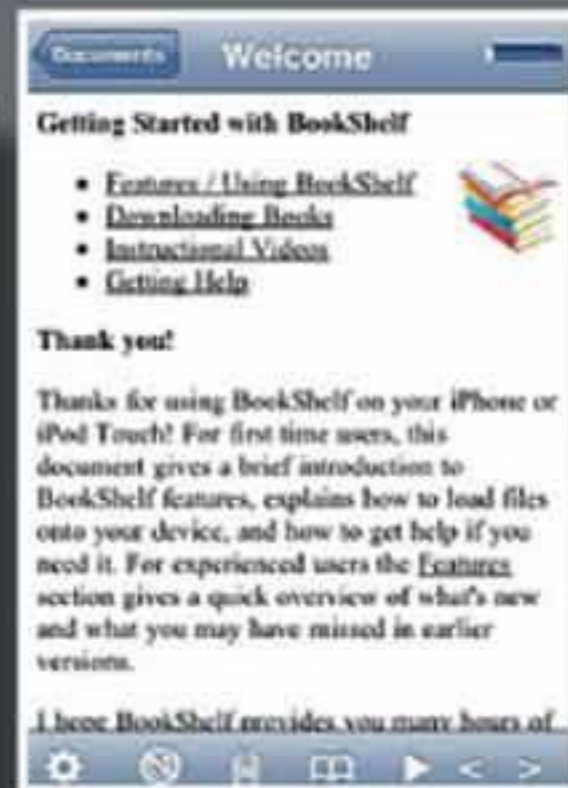 Documents
Welcome
Getting Started with BookShelf
• Features / Using BookShelf
• Downloading Books
• Instructional Videos
• Getting Help
Thank you!
Thanks for using BookShelf on your iPhone or
iPod Touch! For first time users, this
document gives a brief introduction to
BookShelf features, explains how to load files
onto your device, and how to get help if you
need it. For experienced users the Features
section gives a quick overview of what's new
and what you may have missed in earlier
versions.
I hope BookShelf provides you many hours of